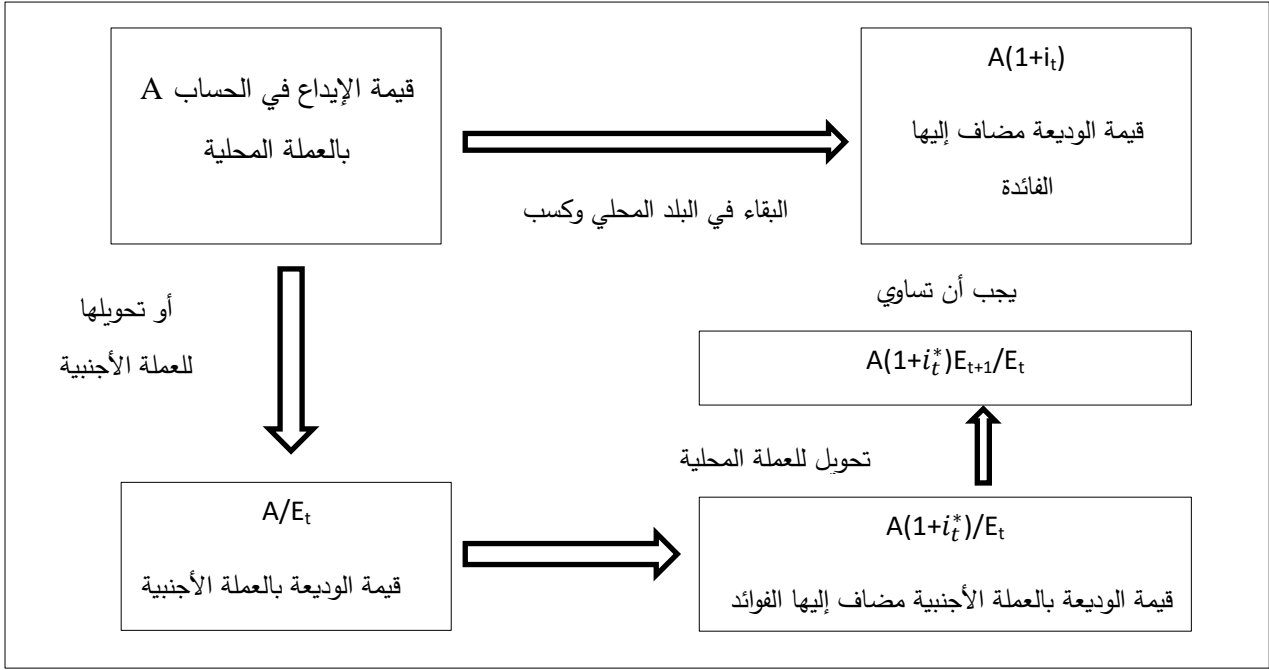 قيمة الإيداع في الحساب A
بالعملة المحلية
البقاء في البلد المحلي وكسب
A(1+iₜ)
قيمة الوديعة مضاف إليها
الفائدة
أو تحويلها
للعملة الأجنبية
يجب أن تساوي
A(1+𝑖ₜ*)Eₜ₊₁/Eₜ
تحويل للعملة المحلية
A/Eₜ
قيمة الوديعة بالعملة الأجنبية
A(1+𝑖ₜ*)/Eₜ
قيمة الوديعة بالعملة الأجنبية مضاف إليها الفوائد